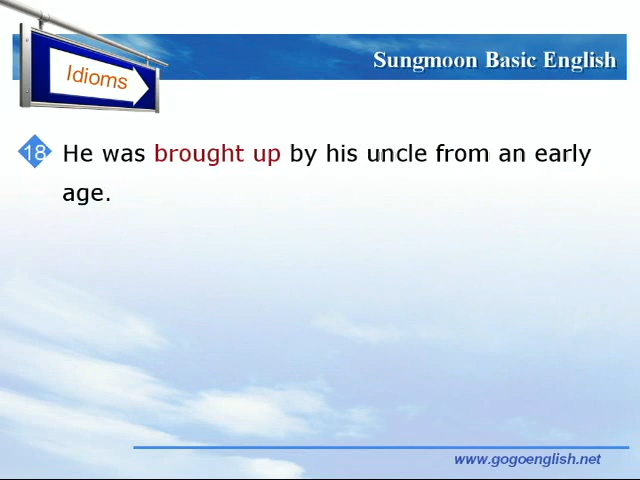 Idioms
Sungmoon Basic English
18 He was brought up by his uncle from an early
age.
www.gogoenglish.net